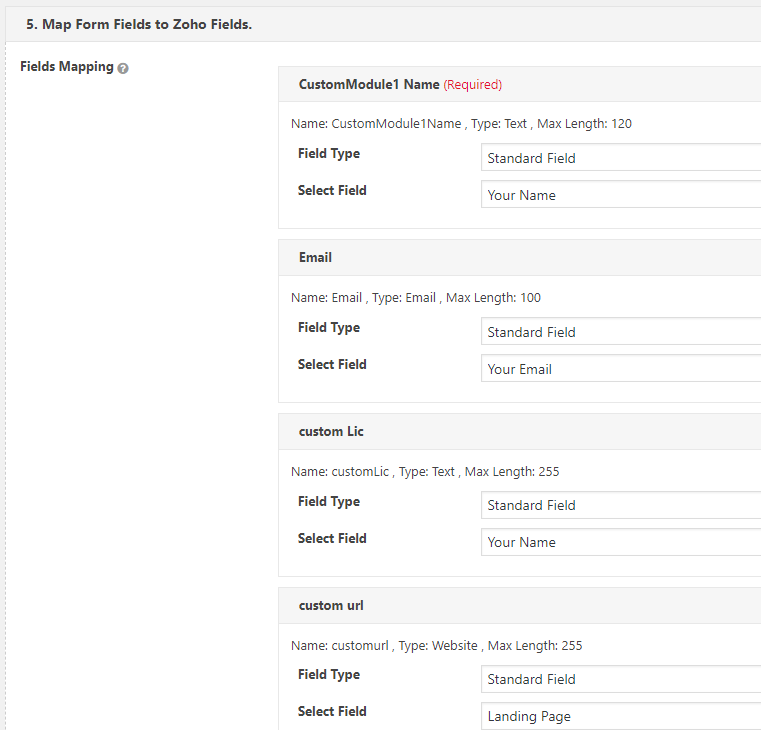 5. Map Form Fields to Zoho Fields.
Fields Mapping ?
CustomModule1 Name (Required)
Name: CustomModule1Name , Type: Text , Max Length: 120
Field Type
Standard Field
Select Field
Your Name
Email
Name: Email , Type: Email , Max Length: 100
Field Type
Standard Field
Select Field
Your Email
custom Lic
Name: customLic , Type: Text , Max Length: 255
Field Type
Standard Field
Select Field
Your Name
custom url
Name: customurl , Type: Website , Max Length: 255
Field Type
Standard Field
Select Field
Landing Page